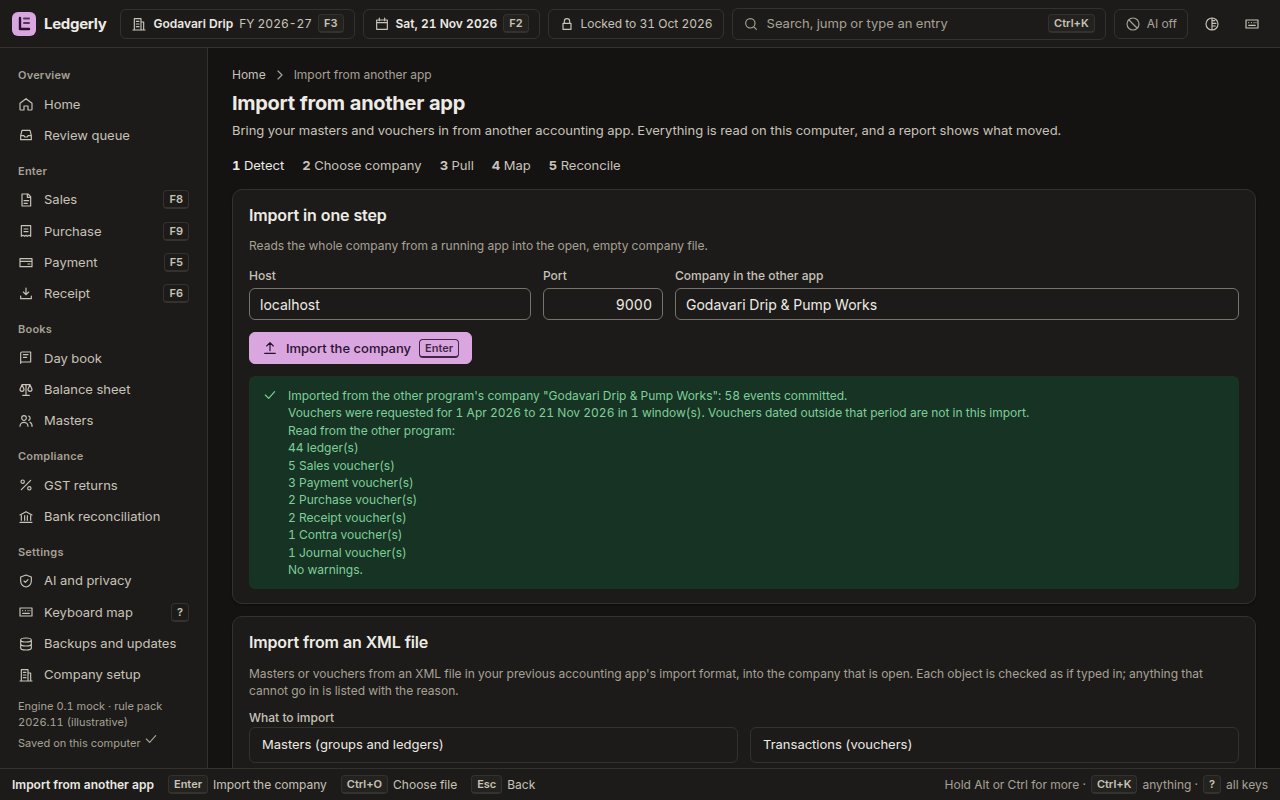 Ledgerly
Godavari Drip FY 2026-27 F3
Sat, 21 Nov 2026 F2
Locked to 31 Oct 2026
Search, jump or type an entry Ctrl+K
AI off
Overview
Home
Review queue
Enter
Sales F8
Purchase F9
Payment F5
Receipt F6
Books
Day book
Balance sheet
Masters
Compliance
GST returns
Bank reconciliation
Settings
AI and privacy
Keyboard map ?
Backups and updates
Company setup
Engine 0.1 mock · rule pack
2026.11 (illustrative)
Saved on this computer
Home > Import from another app
Import from another app
Bring your masters and vouchers in from another accounting app. Everything is read on this computer, and a report shows what moved.
1 Detect 2 Choose company 3 Pull 4 Map 5 Reconcile
Import in one step
Reads the whole company from a running app into the open, empty company file.
Host Port Company in the other app
localhost 9000 Godavari Drip & Pump Works
Import the company Enter
Imported from the other program's company "Godavari Drip & Pump Works": 58 events committed.
Vouchers were requested for 1 Apr 2026 to 21 Nov 2026 in 1 window(s). Vouchers dated outside that period are not in this import.
Read from the other program:
44 ledger(s)
5 Sales voucher(s)
3 Payment voucher(s)
2 Purchase voucher(s)
2 Receipt voucher(s)
1 Contra voucher(s)
1 Journal voucher(s)
No warnings.
Import from an XML file
Masters or vouchers from an XML file in your previous accounting app's import format, into the company that is open. Each object is checked as if typed in; anything that
cannot go in is listed with the reason.
What to import
Masters (groups and ledgers) Transactions (vouchers)
Import from another app Enter Import the company Ctrl+O Choose file Esc Back
Hold Alt or Ctrl for more · Ctrl+K anything · ? all keys